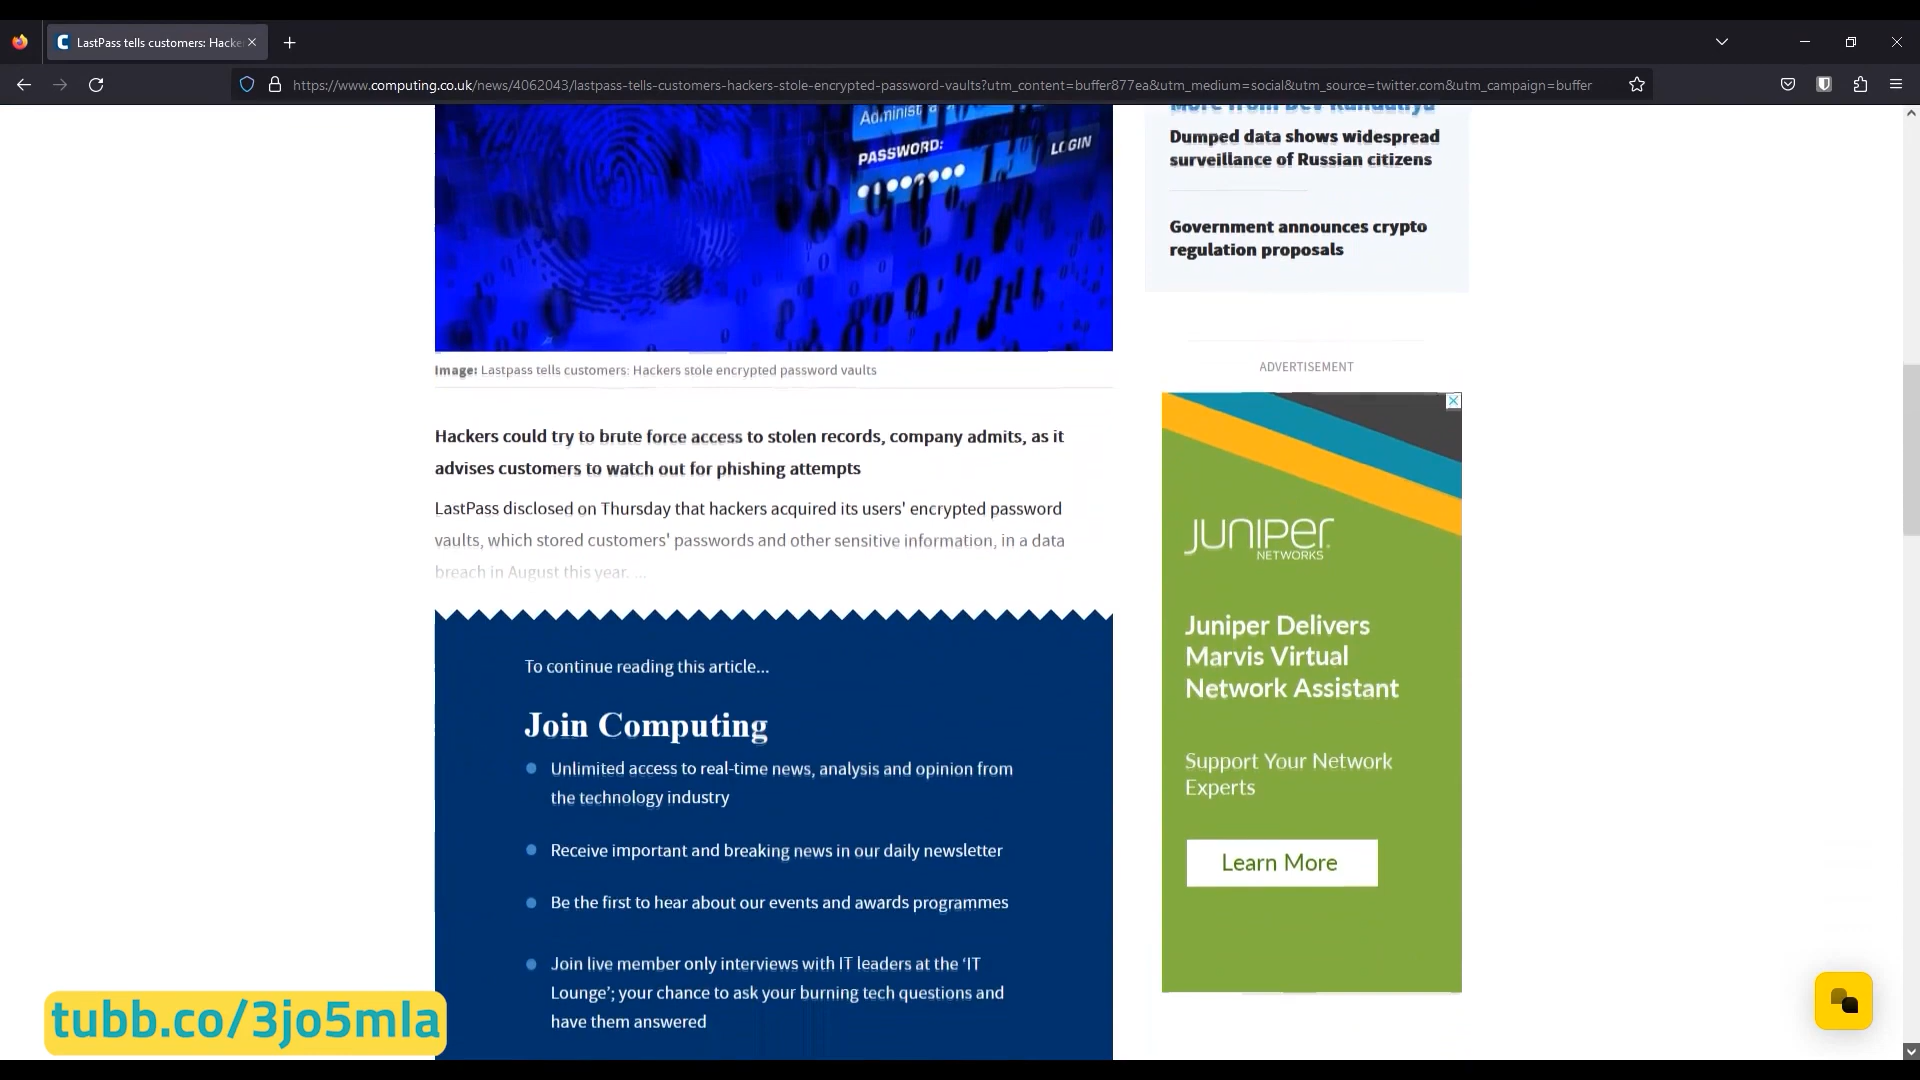 LastPass tells customers: Hacke
https://www.computing.co.uk/news/4062043/lastpass-tells-customers-hackers-stole-encrypted-password-vaults?utm_content=buffer877ea&utm_medium=social&utm_source=twitter.com&utm_campaign=buffer
Administra
PASSWORD:
LOGIN
Image: Lastpass tells customers: Hackers stole encrypted password vaults
Hackers could try to brute force access to stolen records, company admits, as it
advises customers to watch out for phishing attempts
LastPass disclosed on Thursday that hackers acquired its users' encrypted password
vaults, which stored customers' passwords and other sensitive information, in a data
breach in August this year. ...
To continue reading this article...
Join Computing
Unlimited access to real-time news, analysis and opinion from
the technology industry
Receive important and breaking news in our daily newsletter
Be the first to hear about our events and awards programmes
Join live member only interviews with IT leaders at the ‘IT
Lounge’; your chance to ask your burning tech questions and
have them answered
More from Dev Kundaliya
Dumped data shows widespread
surveillance of Russian citizens
Government announces crypto
regulation proposals
ADVERTISEMENT
JUNIPER
NETWORKS
Juniper Delivers
Marvis Virtual
Network Assistant
Support Your Network
Experts
Learn More
tubb.co/3jo5mla